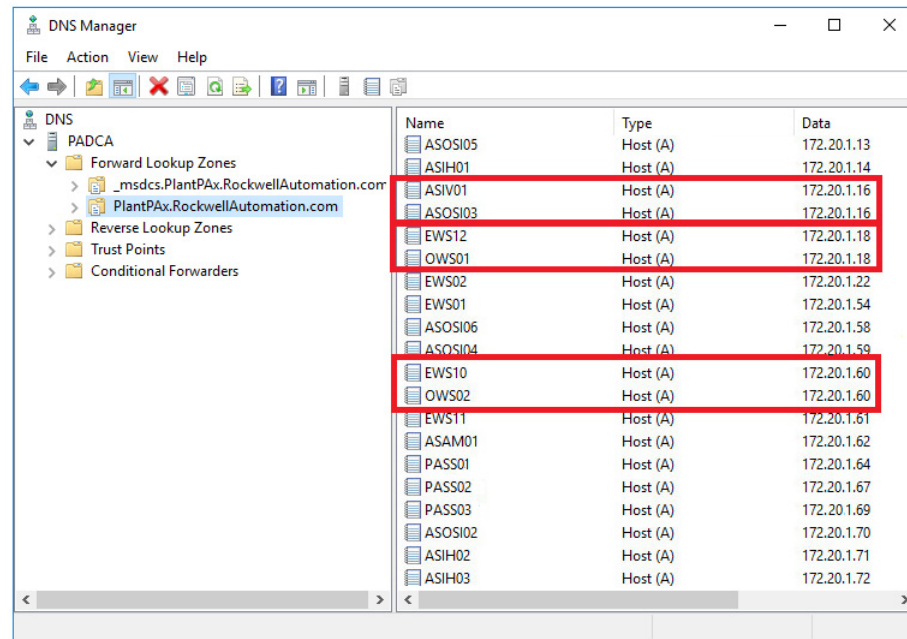 DNS Manager
File Action View Help
DNS
PADCA
Forward Lookup Zones
_msdcs.PlantPAx.RockwellAutomation.com
PlantPAx.RockwellAutomation.com
Reverse Lookup Zones
Trust Points
Conditional Forwarders
Name Type Data
ASOSI05 Host (A) 172.20.1.13
ASIH01 Host (A) 172.20.1.14
ASIV01 Host (A) 172.20.1.16
ASOSI03 Host (A) 172.20.1.16
EWS12 Host (A) 172.20.1.18
OWS01 Host (A) 172.20.1.18
EWS02 Host (A) 172.20.1.22
EWS01 Host (A) 172.20.1.54
ASOSI06 Host (A) 172.20.1.58
ASOSI04 Host (A) 172.20.1.59
EWS10 Host (A) 172.20.1.60
OWS02 Host (A) 172.20.1.60
EWS11 Host (A) 172.20.1.61
ASAM01 Host (A) 172.20.1.62
PASS01 Host (A) 172.20.1.64
PASS02 Host (A) 172.20.1.67
PASS03 Host (A) 172.20.1.69
ASOSI02 Host (A) 172.20.1.70
ASIH02 Host (A) 172.20.1.71
ASIH03 Host (A) 172.20.1.72